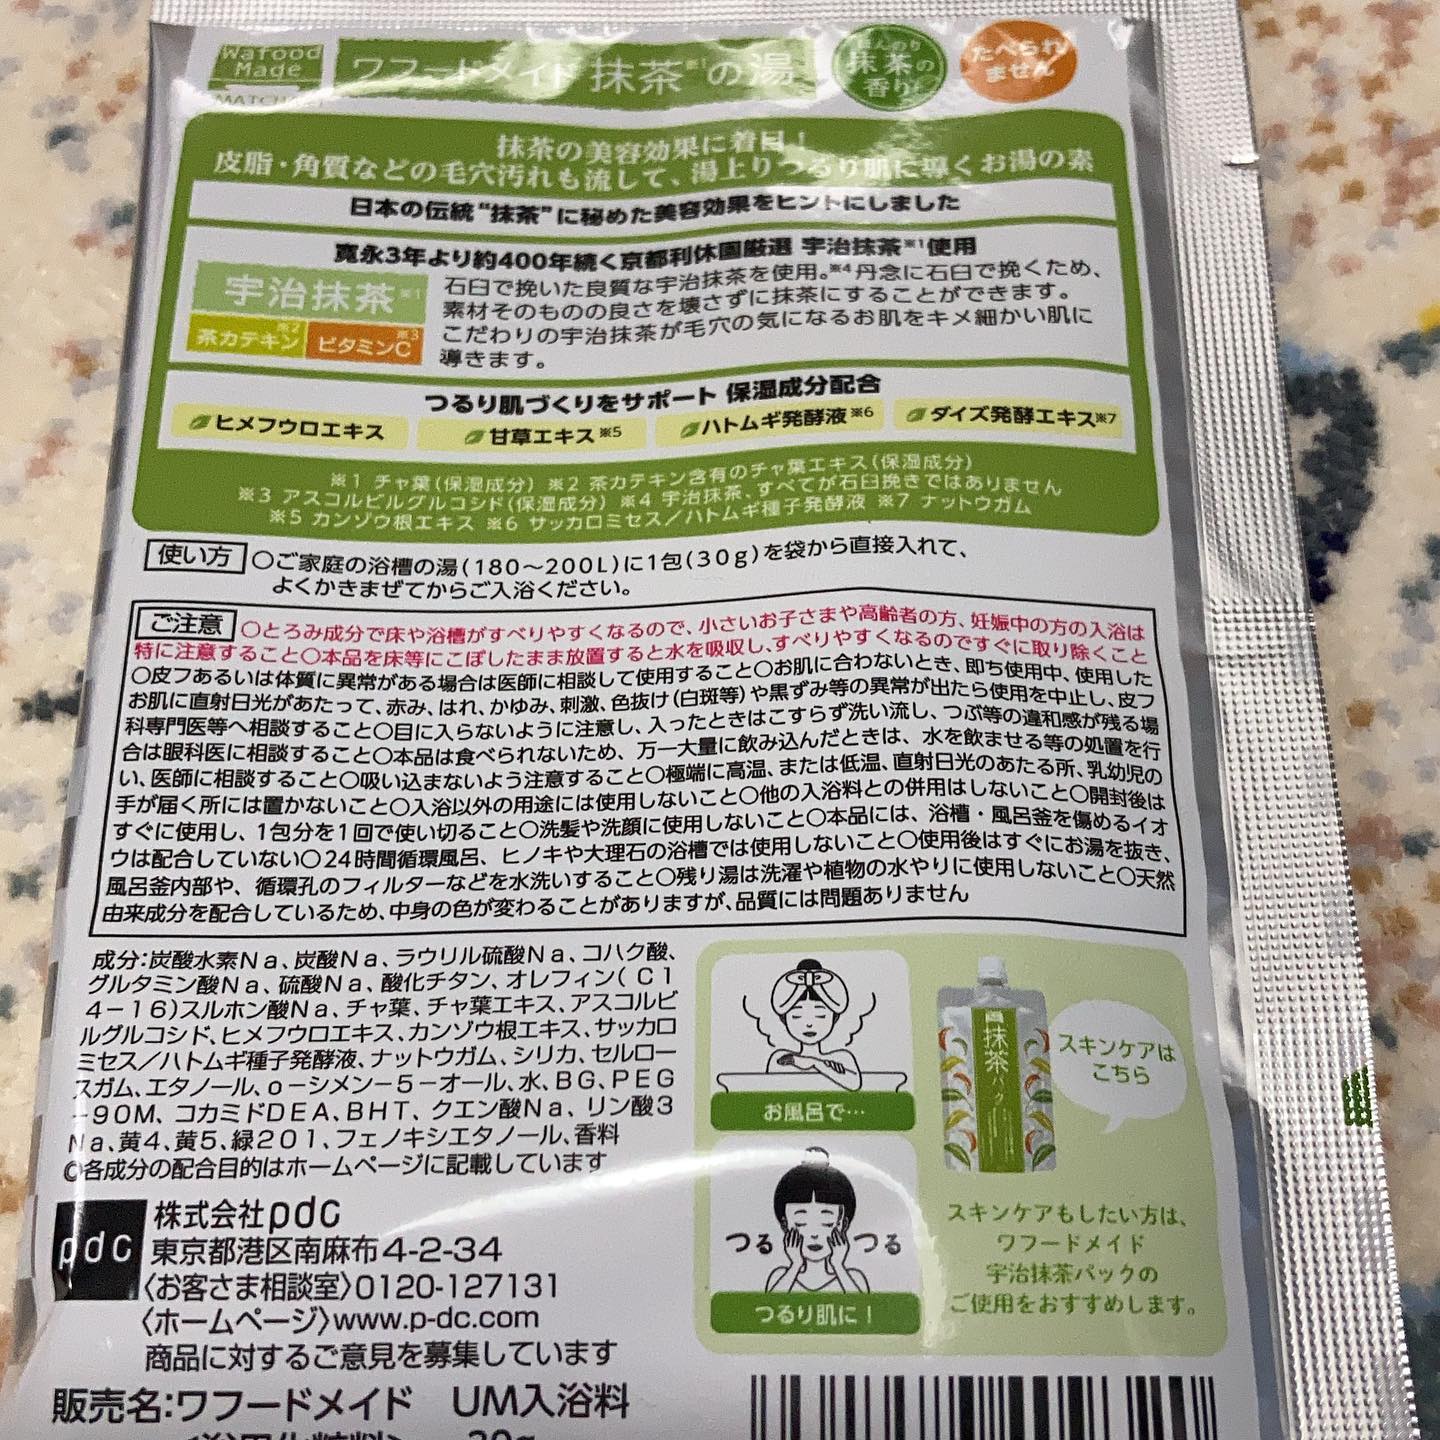 Wafood
Made
ワフードメイド 抹茶※1の湯
ほんのり
抹茶の
香り
たべられ
ません
抹茶の美容効果に着目！
皮脂・角質などの毛穴汚れも流して、湯上りつるり肌に導くお湯の素
日本の伝統“抹茶”に秘めた美容効果をヒントにしました
寛永3年より約400年続く京都利休園厳選 宇治抹茶※1使用
宇治抹茶※1
茶カテキン※2
ビタミンC※3
石臼で挽いた良質な宇治抹茶を使用。※4丹念に石臼で挽くため、
素材そのものの良さを壊さずに抹茶にすることができます。
こだわりの宇治抹茶が毛穴の気になるお肌をキメ細かい肌に
導きます。
つるり肌づくりをサポート 保湿成分配合
ヒメフウロエキス
甘草エキス※5
ハトムギ発酵液※6
ダイズ発酵エキス※7
※1 チャ葉(保湿成分) ※2 茶カテキン含有のチャ葉エキス(保湿成分)
※3 アスコルビルグルコシド(保湿成分) ※4 宇治抹茶、すべてが石臼挽きではありません
※5 カンゾウ根エキス ※6 サッカロミセス／ハトムギ種子発酵液 ※7 ナットウガム
使い方 ○ご家庭の浴槽の湯(180～200L)に1包(30g)を袋から直接入れて、
よくかきまぜてからご入浴ください。
ご注意 ○とろみ成分で床や浴槽がすべりやすくなるので、小さいお子さまや高齢者の方、妊娠中の方の入浴は
特に注意すること○本品を床等にこぼしたまま放置すると水を吸収し、すべりやすくなるのですぐに取り除くこと
○皮フあるいは体質に異常がある場合は医師に相談して使用すること○お肌に合わないとき、即ち使用中、使用した
お肌に直射日光があたって、赤み、はれ、かゆみ、刺激、色抜け(白斑等)や黒ずみ等の異常が出たら使用を中止し、皮フ
科専門医等へ相談すること○目に入らないように注意し、入ったときはこすらず洗い流し、つぶ等の違和感が残る場
合は眼科医に相談すること○本品は食べられないため、万一大量に飲み込んだときは、水を飲ませる等の処置を行
い、医師に相談すること○吸い込まないよう注意すること○極端に高温、または低温、直射日光のあたる所、乳幼児の
手が届く所には置かないこと○入浴以外の用途には使用しないこと○他の入浴料との併用はしないこと○開封後は
すぐに使用し、1包分を1回で使い切ること○洗髪や洗顔に使用しないこと○本品には、浴槽・風呂釜を傷めるイオ
ウは配合していない○24時間循環風呂、ヒノキや大理石の浴槽では使用しないこと○使用後はすぐにお湯を抜き、
風呂釜内部や、循環孔のフィルターなどを水洗いすること○残り湯は洗濯や植物の水やりに使用しないこと○天然
由来成分を配合しているため、中身の色が変わることがありますが、品質には問題ありません
成分：炭酸水素Na、炭酸Na、ラウリル硫酸Na、コハク酸、
グルタミン酸Na、硫酸Na、酸化チタン、オレフィン(C1
4－16)スルホン酸Na、チャ葉、チャ葉エキス、アスコルビ
ルグルコシド、ヒメフウロエキス、カンゾウ根エキス、サッカロ
ミセス／ハトムギ種子発酵液、ナットウガム、シリカ、セルロー
スガム、エタノール、o－シメン－5－オール、水、BG、PEG
－90M、コカミドDEA、BHT、クエン酸Na、リン酸3
Na、黄4、黄5、緑201、フェノキシエタノール、香料
◎各成分の配合目的はホームページに記載しています
お風呂で…
つる つる
つるり肌に！
抹茶パック
スキンケアは
こちら
スキンケアもしたい方は、
ワフードメイド
宇治抹茶パックの
ご使用をおすすめします。
pdc
株式会社pdc
東京都港区南麻布4-2-34
〈お客さま相談室〉0120-127131
〈ホームページ〉www.p-dc.com
商品に対するご意見を募集しています
販売名：ワフードメイド UM入浴料